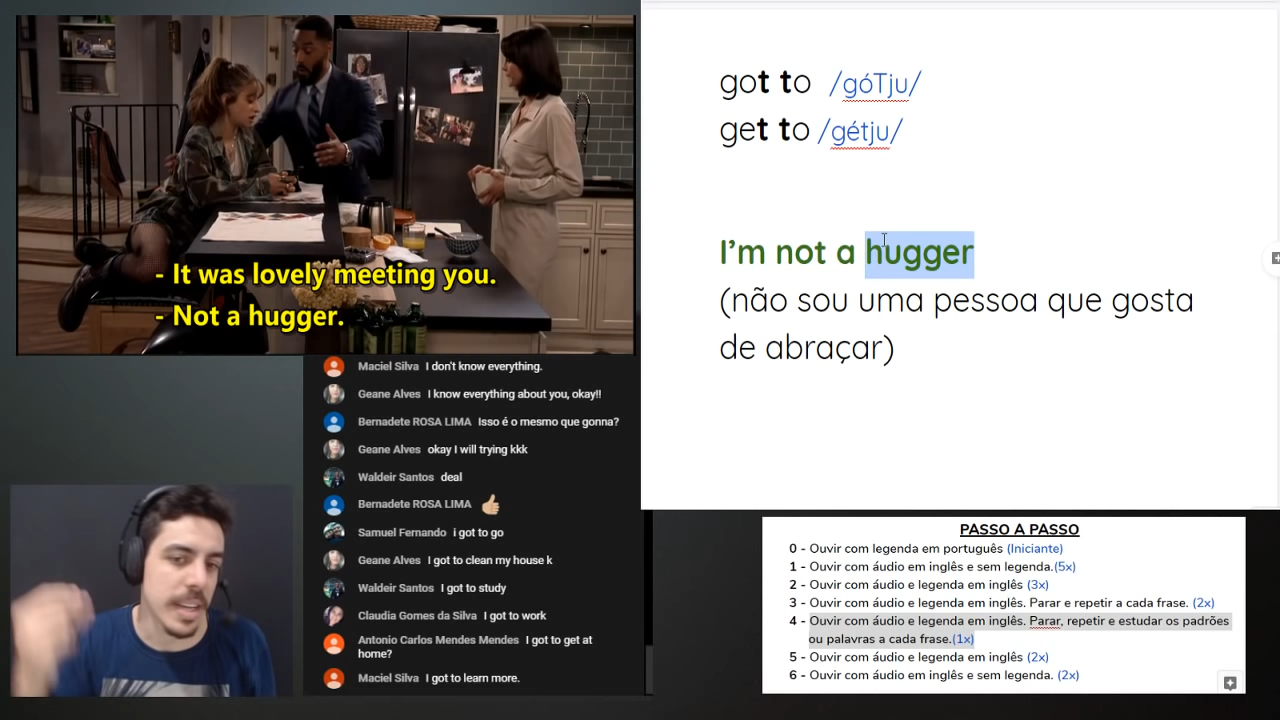 - It was lovely meeting you.
- Not a hugger.
Maciel Silva I don't know everything.
Geane Alves I know everything about you, okay!!
Bernadete ROSA LIMA Isso é o mesmo que gonna?
Geane Alves okay I will trying kkk
Waldeir Santos deal
Bernadete ROSA LIMA 👍
Samuel Fernando i got to go
Geane Alves I got to clean my house k
Waldeir Santos I got to study
Claudia Gomes da Silva I got to work
Antonio Carlos Mendes Mendes I got to get at
home?
Maciel Silva I got to learn more.
got to /góTju/
get to /gétju/
I'm not a hugger
(não sou uma pessoa que gosta
de abraçar)
PASSO A PASSO
0 - Ouvir com legenda em português (Iniciante)
1 - Ouvir com áudio em inglês e sem legenda.(5x)
2 - Ouvir com áudio e legenda em inglês (3x)
3 - Ouvir com áudio e legenda em inglês. Parar e repetir a cada frase. (2x)
4 - Ouvir com áudio e legenda em inglês. Parar, repetir e estudar os padrões
ou palavras a cada frase.(1x)
5 - Ouvir com áudio e legenda em inglês (2x)
6 - Ouvir com áudio em inglês e sem legenda. (2x)